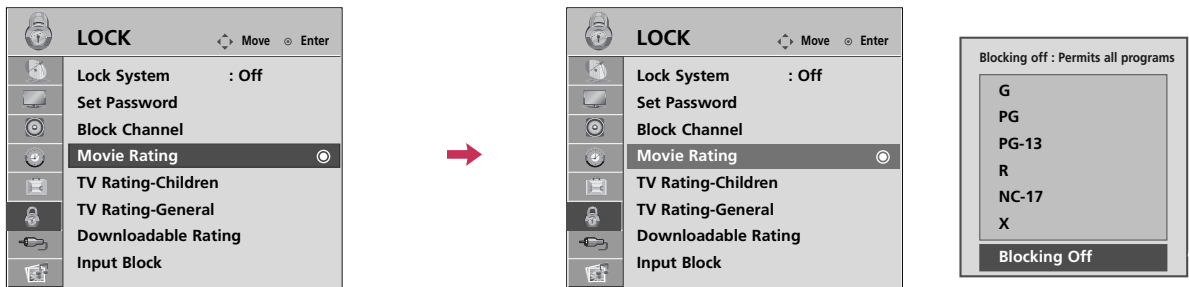 LOCK Move Enter
Lock System : Off
Set Password
Block Channel
Movie Rating
TV Rating-Children
TV Rating-General
Downloadable Rating
Input Block
LOCK Move Enter
Lock System : Off
Set Password
Block Channel
Movie Rating
TV Rating-Children
TV Rating-General
Downloadable Rating
Input Block
Blocking off : Permits all programs
G
PG
PG-13
R
NC-17
X
Blocking Off